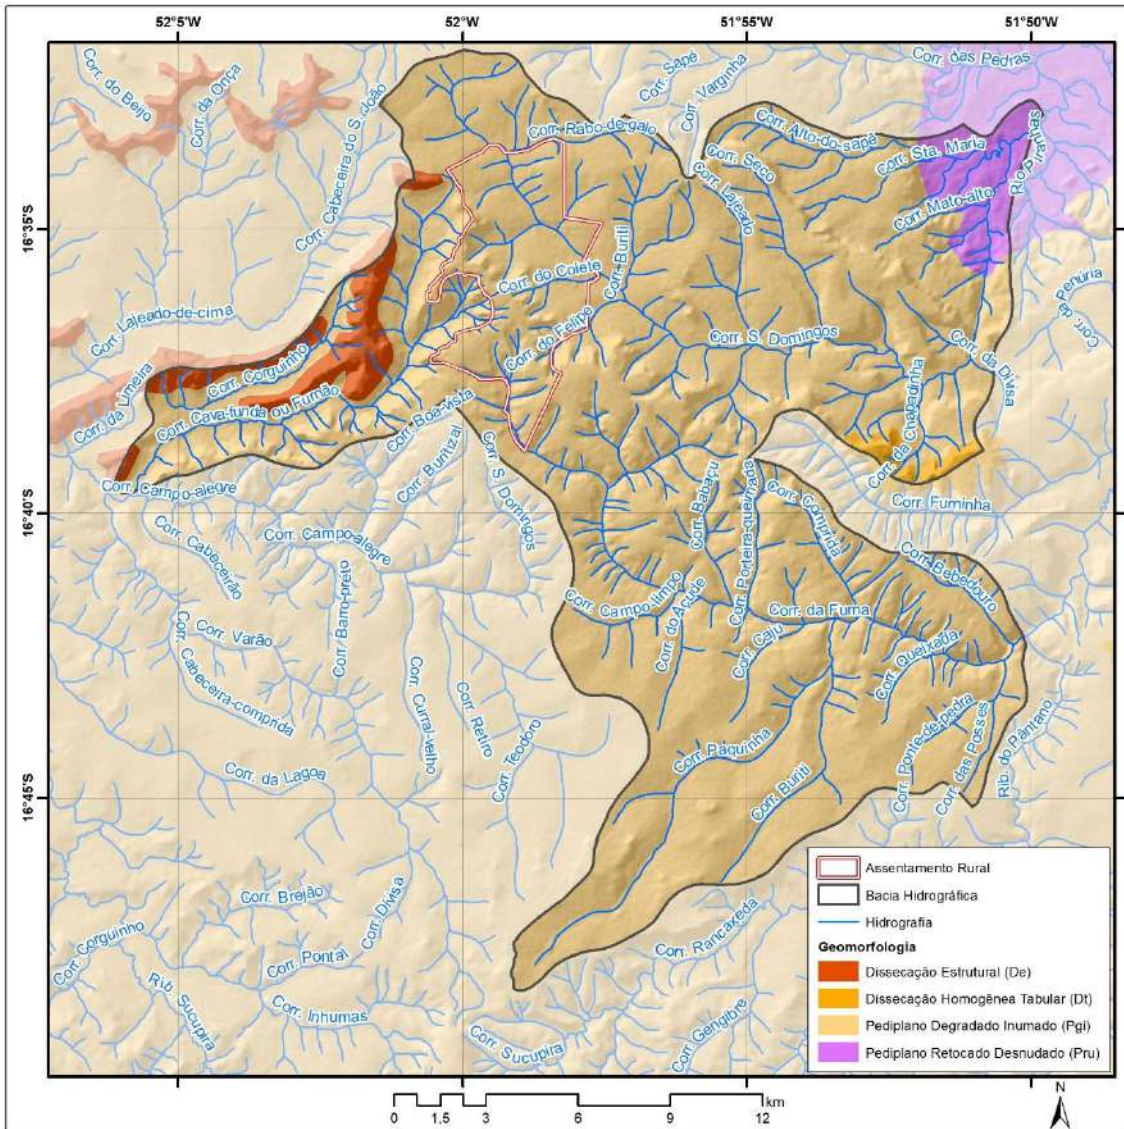 52°5'W
52°W
51°55'W
51°50'W
Corr. do Beijo
Corr. da Onça
Corr. Cabeceira do S. João
Corr. Sapé
Corr. Varginha
Corr. das Pedras
Corr. Rabo-de-galo
Corr. Alto-do-sapé
Corr. Seco
Corr. Sta. Maria
Rio Piranhas
Corr. Lajeado
Corr. Mato-alto
16°35'S
Corr. do Colete
Corr. Buriti
Corr. de Penúria
Corr. Lajeado-de-cima
Corr. do Felipe
Corr. S. Domingos
Corr. da Divisa
Corr. Corguinho
Corr. da Limeira
Corr. Cava-funda ou Furnão
Corr. Boa-vista
Corr. da Chapadinha
Corr. Buritizal
Corr. S. Domingos
Corr. Campo-alegre
Corr. Babaçu
Corr. Porteira-queimada
Corr. Comprida
Corr. Furninha
16°40'S
Corr. Cabeceirão
Corr. Campo-alegre
Corr. Bebedouro
Corr. Barro-preto
Corr. Campo-limpo
Corr. do Açude
Corr. da Furna
Corr. Varão
Corr. Caju
Corr. Queixada
Corr. Cabeceira-comprida
Corr. Curral-velho
Corr. Retiro
Corr. Teodoro
Corr. Ponte-de-pedra
Corr. das Posses
Rib. do Pântano
Corr. Paquinha
Corr. da Lagoa
Corr. Buriti
16°45'S
Corr. Brejão
Corr. Divisa
Corr. Corguinho
Corr. Pontal
Corr. Rancaxeda
Rib. Sucupira
Corr. Inhumas
Corr. Sucupira
Corr. Gengibre
Assentamento Rural
Bacia Hidrográfica
Hidrografia
Geomorfologia
Dissecação Estrutural (De)
Dissecação Homogênea Tabular (Dt)
Pediplano Degradado Inumado (Pgi)
Pediplano Retocado Desnudado (Pru)
km
0 1,5 3 6 9 12
N